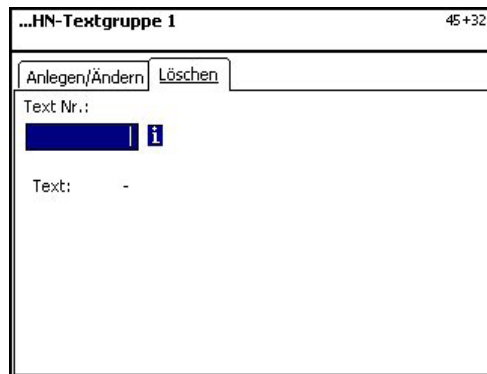 ...HN-Textgruppe 1 45+32
Anlegen/Ändern Löschen
Text Nr.:
i
Text: -